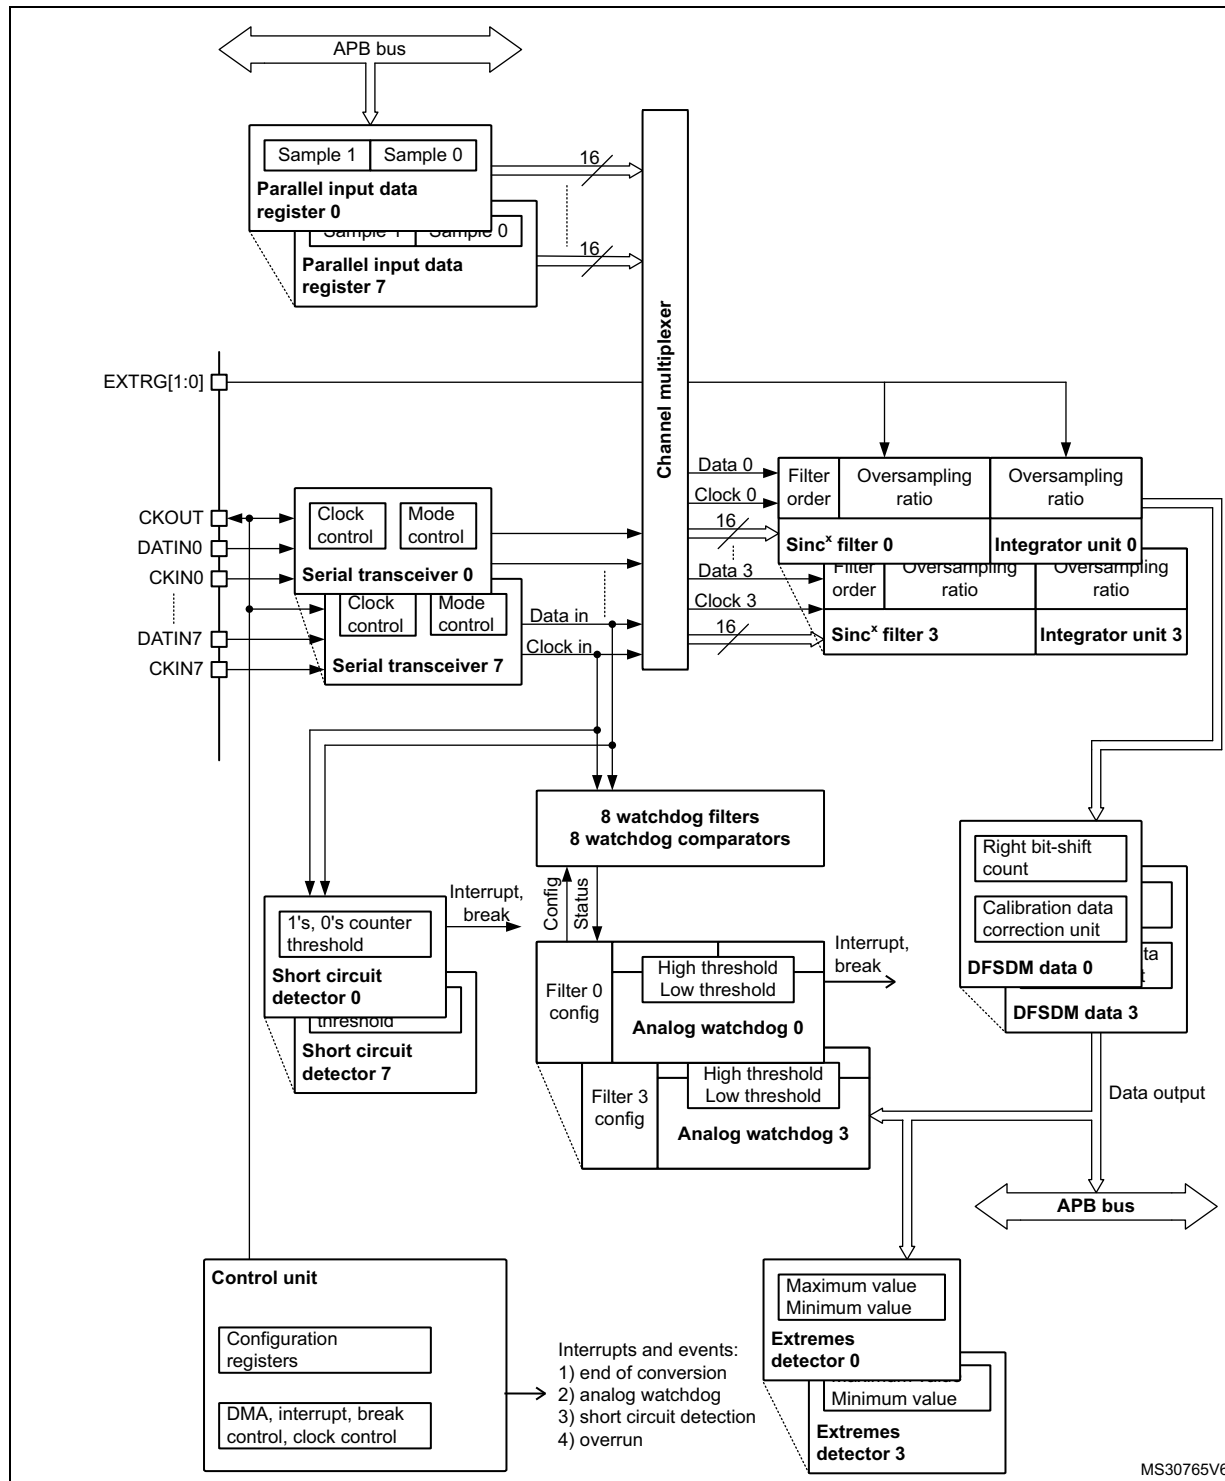 APB bus
Sample 1 Sample 0
Parallel input data
register 0
Sample 1 Sample 0
Parallel input data
register 7
16
16
Channel multiplexer
EXTRG[1:0]
CKOUT
DATIN0
CKIN0
DATIN7
CKIN7
Clock
control
Mode
control
Serial transceiver 0
Clock
control
Mode
control
Serial transceiver 7
Data in
Clock in
Data 0
Clock 0
16
Data 3
Clock 3
16
Filter
order
Oversampling
ratio
Oversampling
ratio
Sincˣ filter 0
Integrator unit 0
Filter
order
Oversampling
ratio
Oversampling
ratio
Sincˣ filter 3
Integrator unit 3
8 watchdog filters
8 watchdog comparators
Config
Status
1's, 0's counter
threshold
Short circuit
detector 0
threshold
Short circuit
detector 7
Interrupt,
break
Filter 0
config
High threshold
Low threshold
Analog watchdog 0
Interrupt,
break
Filter 3
config
High threshold
Low threshold
Analog watchdog 3
Right bit-shift
count
Calibration data
correction unit
DFSDM data 0
DFSDM data 3
Data output
APB bus
Control unit
Configuration
registers
DMA, interrupt, break
control, clock control
Interrupts and events:
1) end of conversion
2) analog watchdog
3) short circuit detection
4) overrun
Maximum value
Minimum value
Extremes
detector 0
Minimum value
Extremes
detector 3
MS30765V6